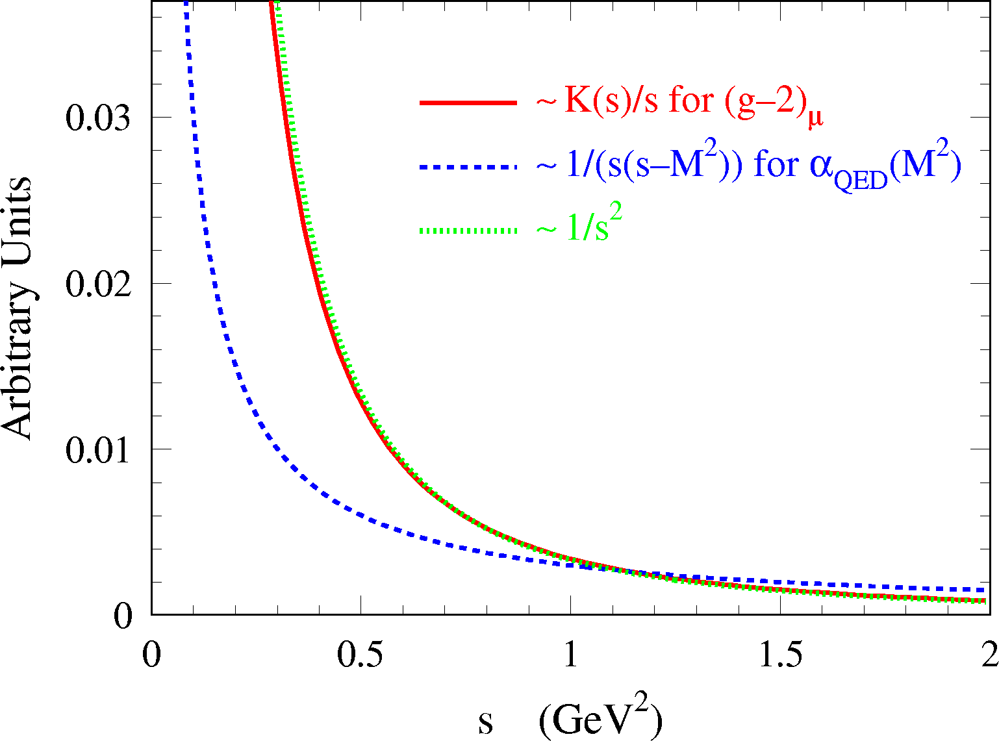 Arbitrary Units
0.03
0.02
0.01
0
~ K(s)/s for (g–2)μ
~ 1/(s(s–M²)) for αQED(M²)
~ 1/s²
0 0.5 1 1.5 2
s (GeV²)